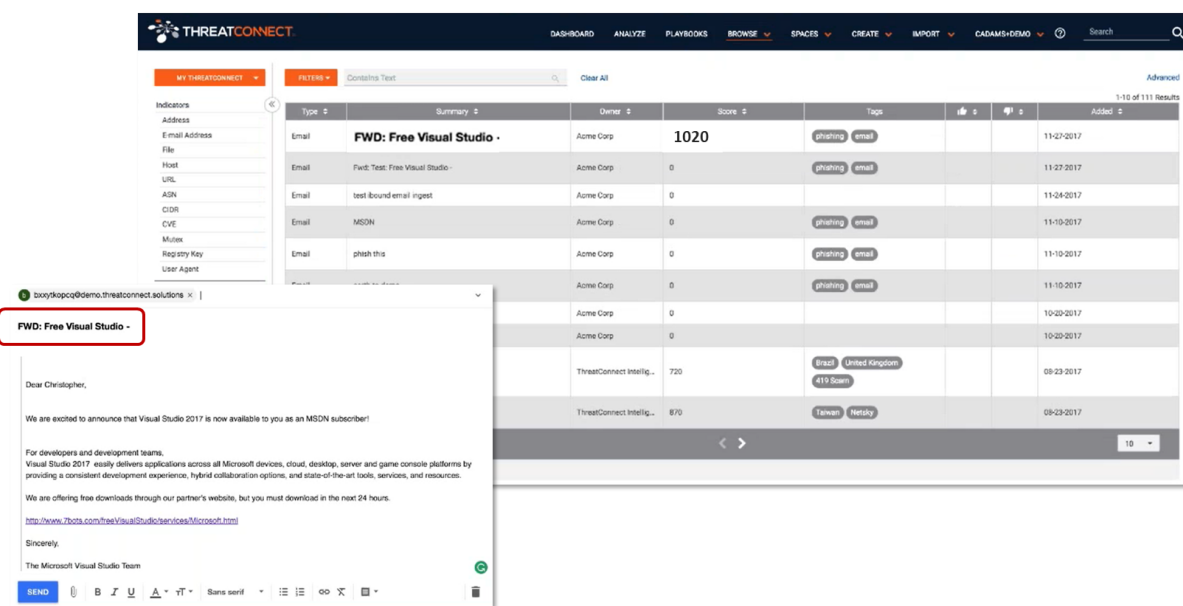 THREATCONNECT.
DASHBOARD ANALYZE PLAYBOOKS BROWSE SPACES CREATE IMPORT CADAMS+DEMO Search
MY THREATCONNECT FILTERS Contains Text Clear All Advanced
1-10 of 111 Results
Indicators
Address
E-mail Address
File
Host
URL
ASN
CIDR
CVE
Mutex
Registry Key
User Agent
Type Summary Owner Score Tags Added
Email FWD: Free Visual Studio - Acme Corp 1020 phishing email 11-27-2017
Email Fwd: Test: Free Visual Studio - Acme Corp 0 phishing email 11-27-2017
Email test ibound email ingest Acme Corp 0 11-24-2017
Email MSDN Acme Corp 0 phishing email 11-10-2017
Email phish this Acme Corp 0 phishing email 11-10-2017
Acme Corp 0 phishing email 11-10-2017
Acme Corp 0 10-20-2017
Acme Corp 0 10-20-2017
ThreatConnect Intellig... 720 Brazil United Kingdom 08-23-2017
419 Scam
ThreatConnect Intellig... 870 Taiwan Netsky 08-23-2017
10
b bxxytkopcq@demo.threatconnect.solutions ×
FWD: Free Visual Studio -
Dear Christopher,
We are excited to announce that Visual Studio 2017 is now available to you as an MSDN subscriber!
For developers and development teams,
Visual Studio 2017 easily delivers applications across all Microsoft devices, cloud, desktop, server and game console platforms by
providing a consistent development experience, hybrid collaboration options, and state-of-the-art tools, services, and resources.
We are offering free downloads through our partner's website, but you must download in the next 24 hours.
http://www.7bots.com/freeVisualStudio/services/Microsoft.html
Sincerely,
The Microsoft Visual Studio Team
SEND B I U A тT Sans serif